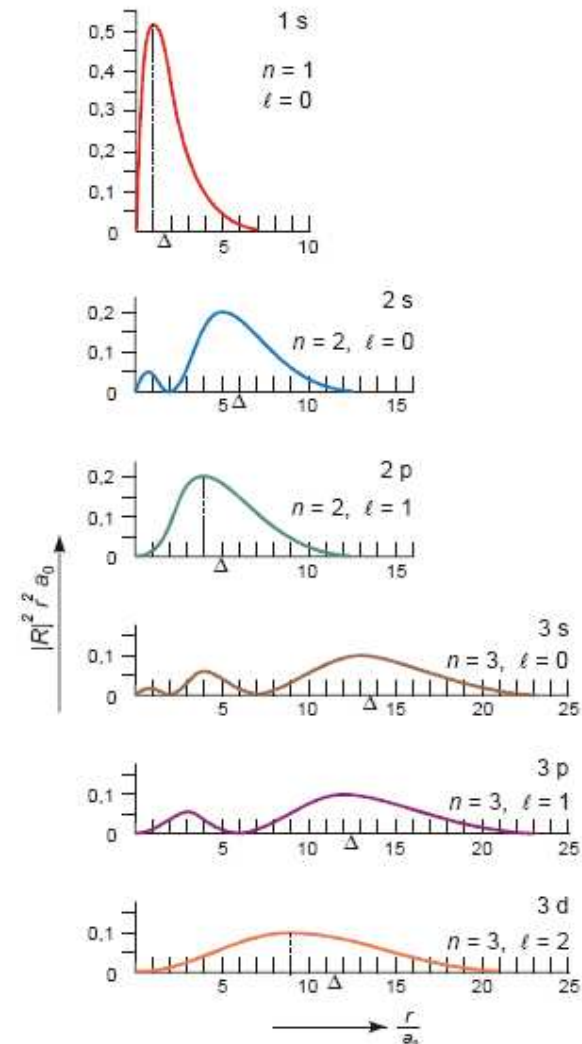 1 s
n = 1
ℓ = 0
0,5
0,4
0,3
0,2
0,1
0
Δ
5
10
2 s
n = 2, ℓ = 0
0,2
0,1
0
5
Δ
10
15
2 p
n = 2, ℓ = 1
0,2
0,1
0
Δ
5
10
15
|R|² r² a₀
3 s
n = 3, ℓ = 0
0,1
0
5
10
Δ
15
20
25
3 p
n = 3, ℓ = 1
0,1
0
5
10
Δ
15
20
25
3 d
n = 3, ℓ = 2
0,1
0
5
10
Δ
15
20
25
r
a₀